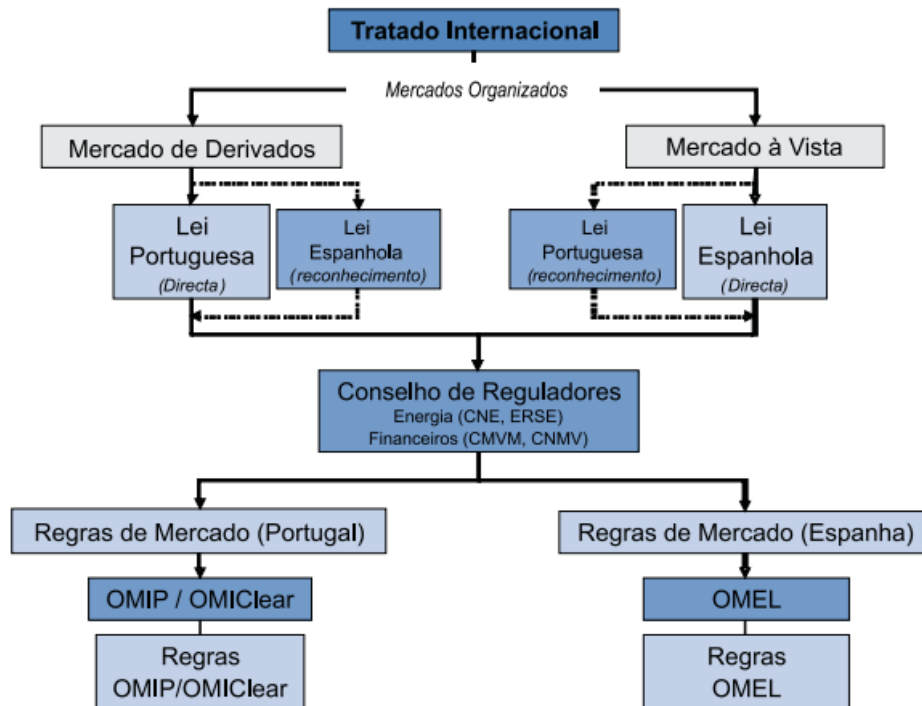 Tratado Internacional
Mercados Organizados
Mercado de Derivados
Mercado à Vista
Lei
Portuguesa
(Directa)
Lei
Espanhola
(reconhecimento)
Lei
Portuguesa
(reconhecimento)
Lei
Espanhola
(Directa)
Conselho de Reguladores
Energia (CNE, ERSE)
Financeiros (CMVM, CNMV)
Regras de Mercado (Portugal)
Regras de Mercado (Espanha)
OMIP / OMIClear
OMEL
Regras
OMIP/OMIClear
Regras
OMEL